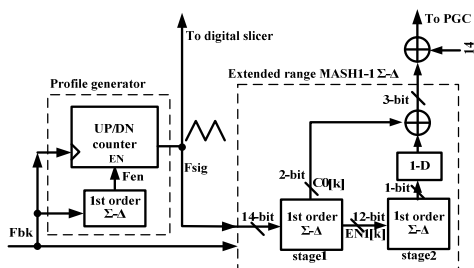 To PGC
14
To digital slicer
Extended range MASH1-1 Σ-Δ
Profile generator
3-bit
UP/DN
counter
EN
Fen
Fsig
2-bit
C0[k]
1-D
1-bit
1st order
Σ-Δ
14-bit
1st order
Σ-Δ
12-bit
EN1[k]
1st order
Σ-Δ
Fbk
stage1
stage2